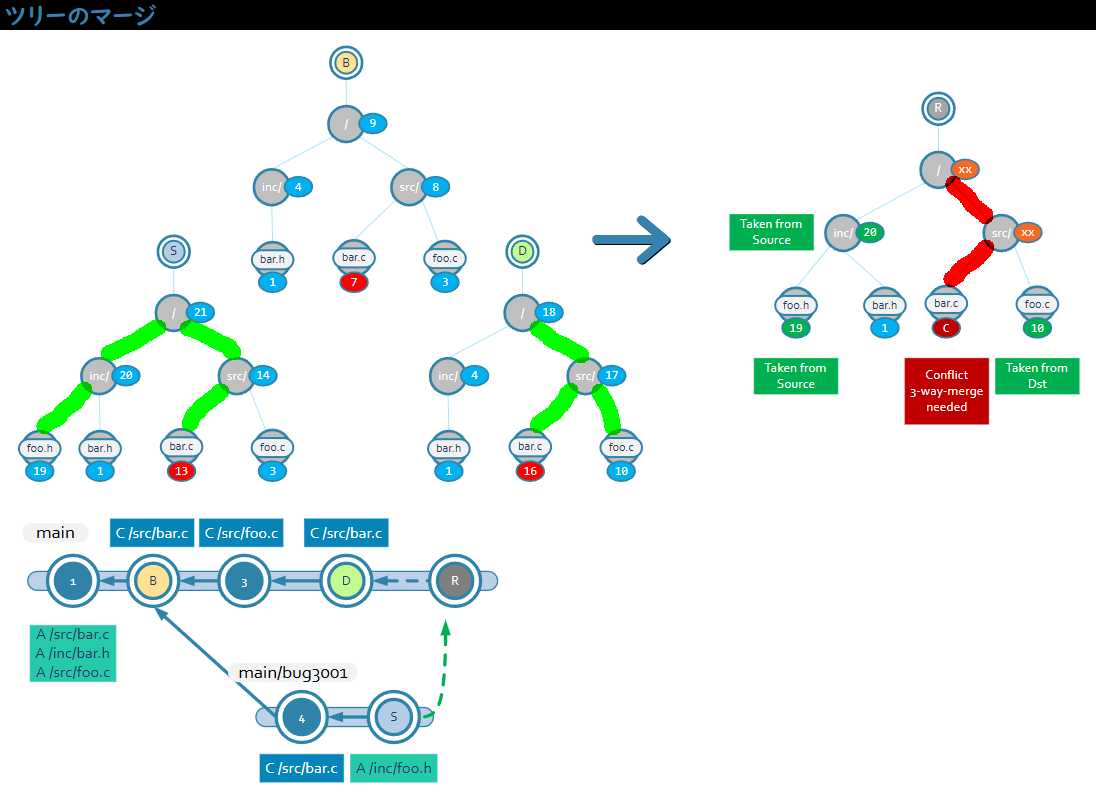 ツリーのマージ
B
/ 9
inc/ 4
src/ 8
bar.h
1
bar.c
7
foo.c
3
S
/ 21
inc/ 20
src/ 14
foo.h
19
bar.h
1
bar.c
13
foo.c
3
D
/ 18
inc/ 4
src/ 17
bar.h
1
bar.c
16
foo.c
10
R
/ xx
Taken from
Source
inc/ 20
src/ xx
foo.h
19
bar.h
1
bar.c
C
foo.c
10
Taken from
Source
Conflict
3-way-merge
needed
Taken from
Dst
main
C /src/bar.c
C /src/foo.c
C /src/bar.c
1
B
3
D
R
A /src/bar.c
A /inc/bar.h
A /src/foo.c
main/bug3001
4
S
C /src/bar.c
A /inc/foo.h